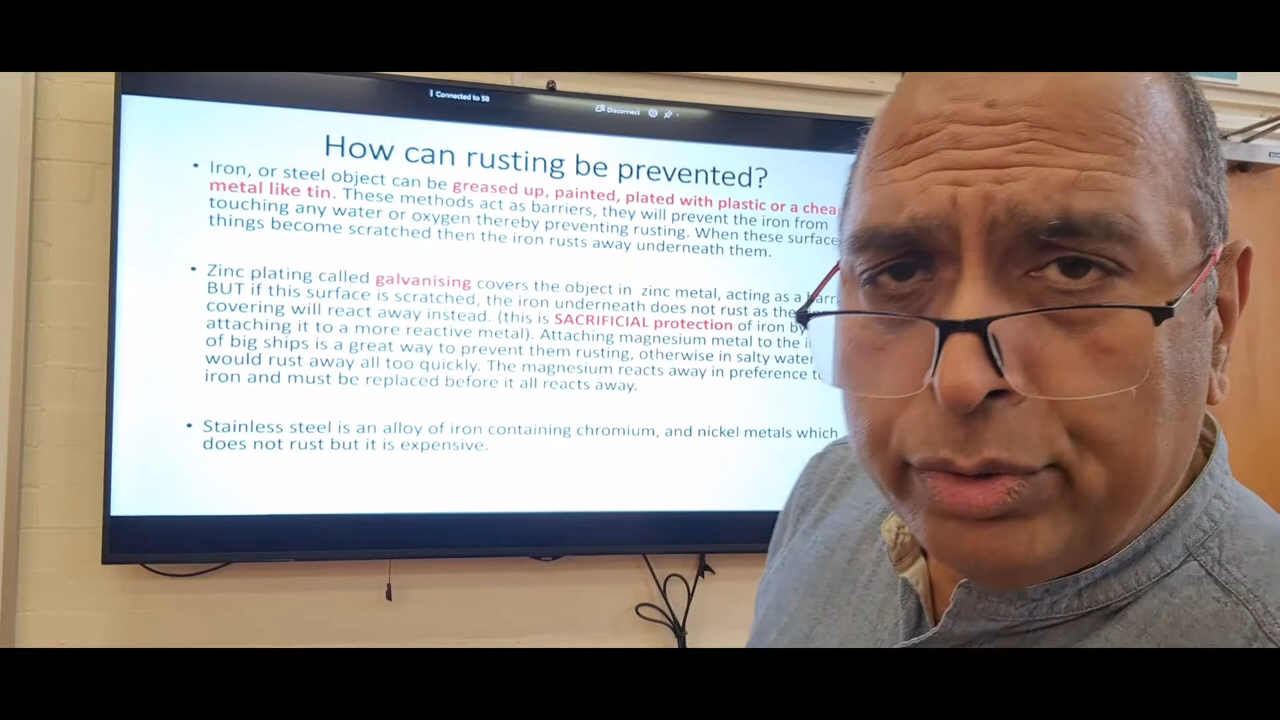 Connected to SB
Disconnect
How can rusting be prevented?
• Iron, or steel object can be greased up, painted, plated with plastic or a
metal like tin. These methods act as barriers, they will prevent the iron from
touching any water or oxygen thereby preventing rusting. When these surface
things become scratched then the iron rusts away underneath them.
• Zinc plating called galvanising covers the object in zinc metal, acting as a
BUT if this surface is scratched, the iron underneath does not rust as the
covering will react away instead. (this is SACRIFICIAL protection of iron by
attaching it to a more reactive metal). Attaching magnesium metal to the
of big ships is a great way to prevent them rusting, otherwise in salty water
would rust away all too quickly. The magnesium reacts away in preference
iron and must be replaced before it all reacts away.
• Stainless steel is an alloy of iron containing chromium, and nickel metals which
does not rust but it is expensive.